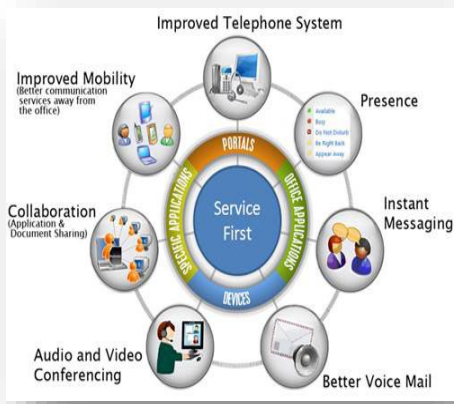 Improved Telephone System
Improved Mobility
(Better communication
services away from
the office)
Presence
Available
Busy
Do Not Disturb
Be Right Back
Appear Away
PORTALS
SPECIFIC APPLICATIONS
OFFICE APPLICATIONS
Service
First
DEVICES
Collaboration
(Application &
Document Sharing)
Instant
Messaging
Audio and Video
Conferencing
Better Voice Mail